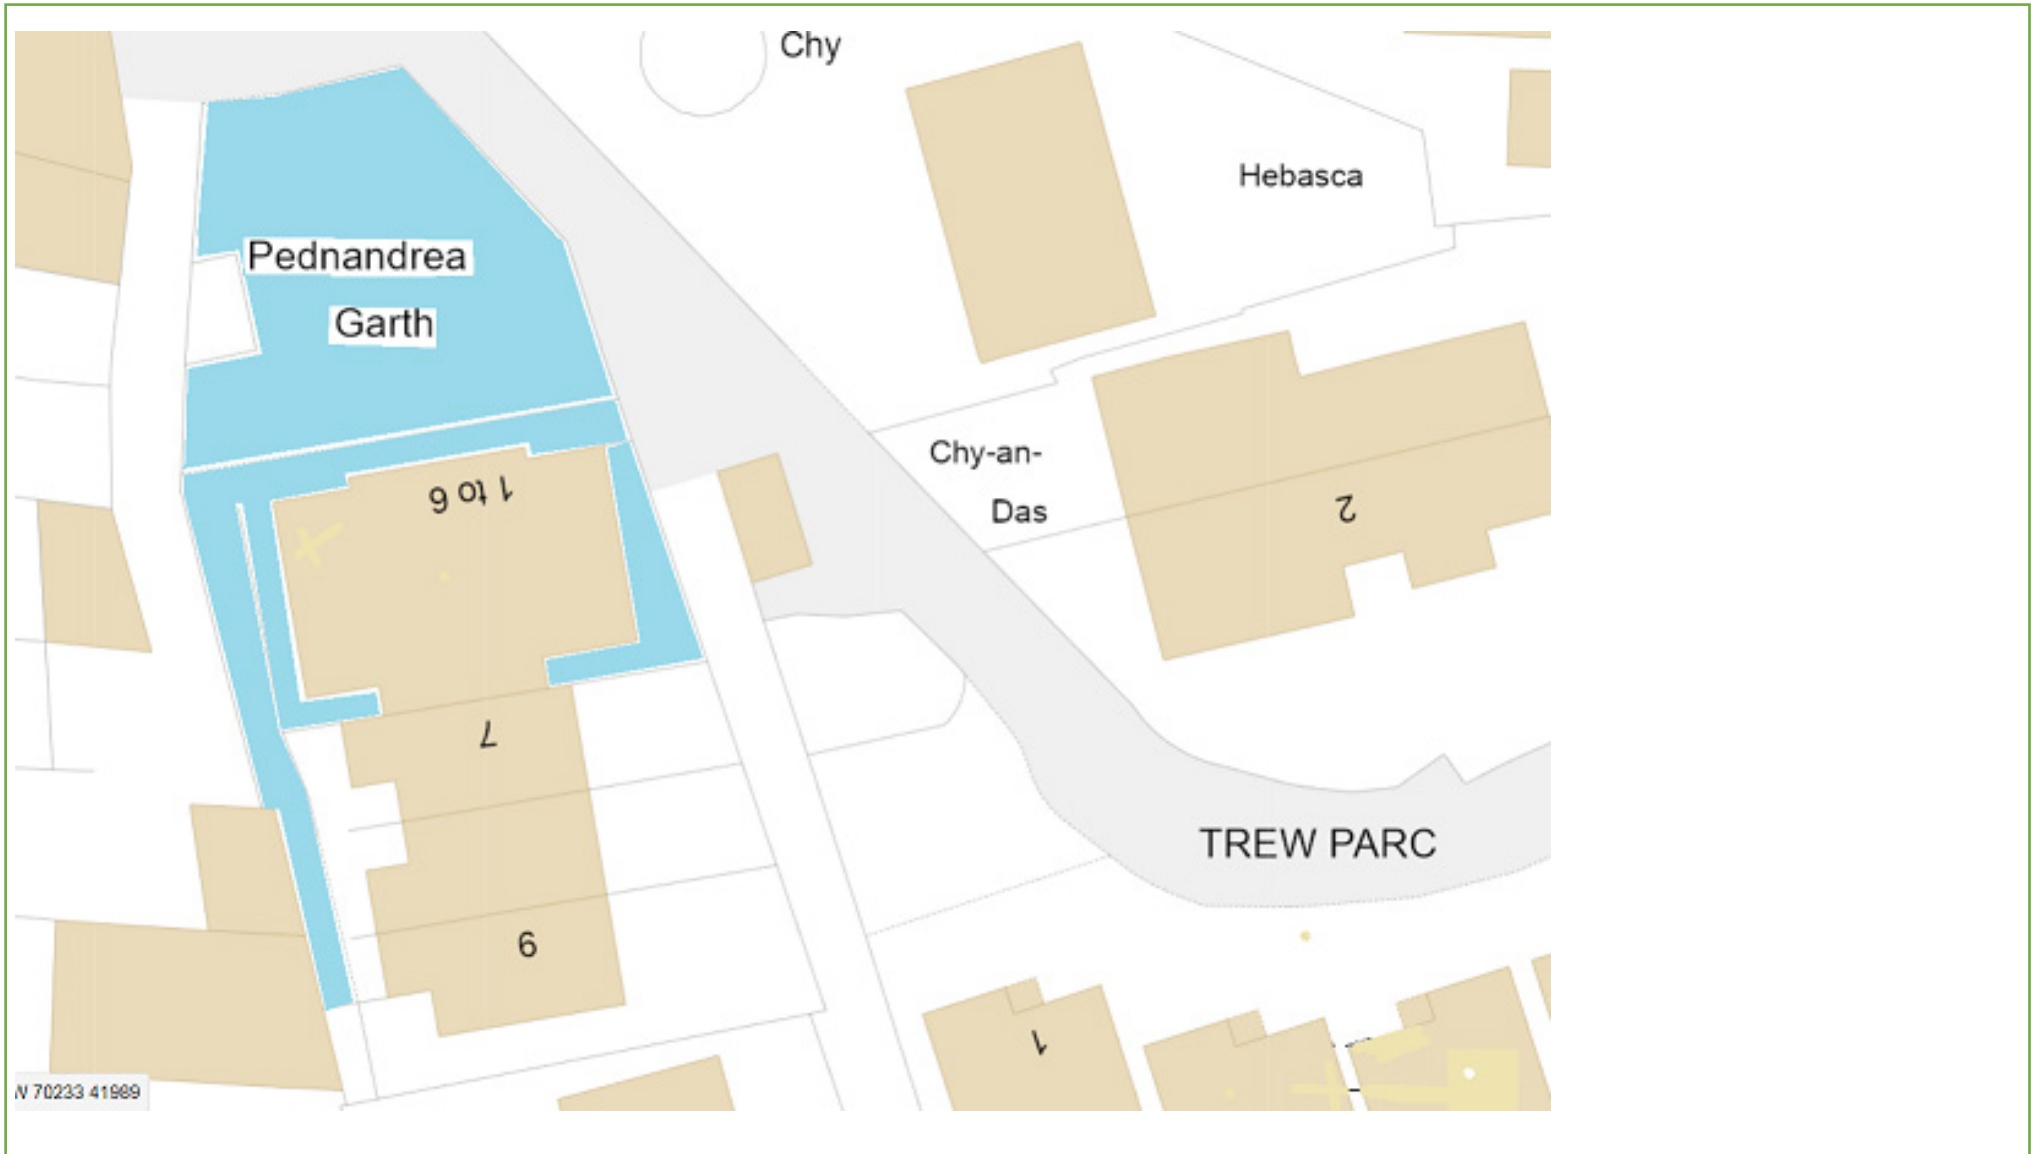 Chy
Hebasca
Pednandrea
Garth
Chy-an-
Das
1 to 6
2
7
TREW PARC
9
1
W 70233 41989